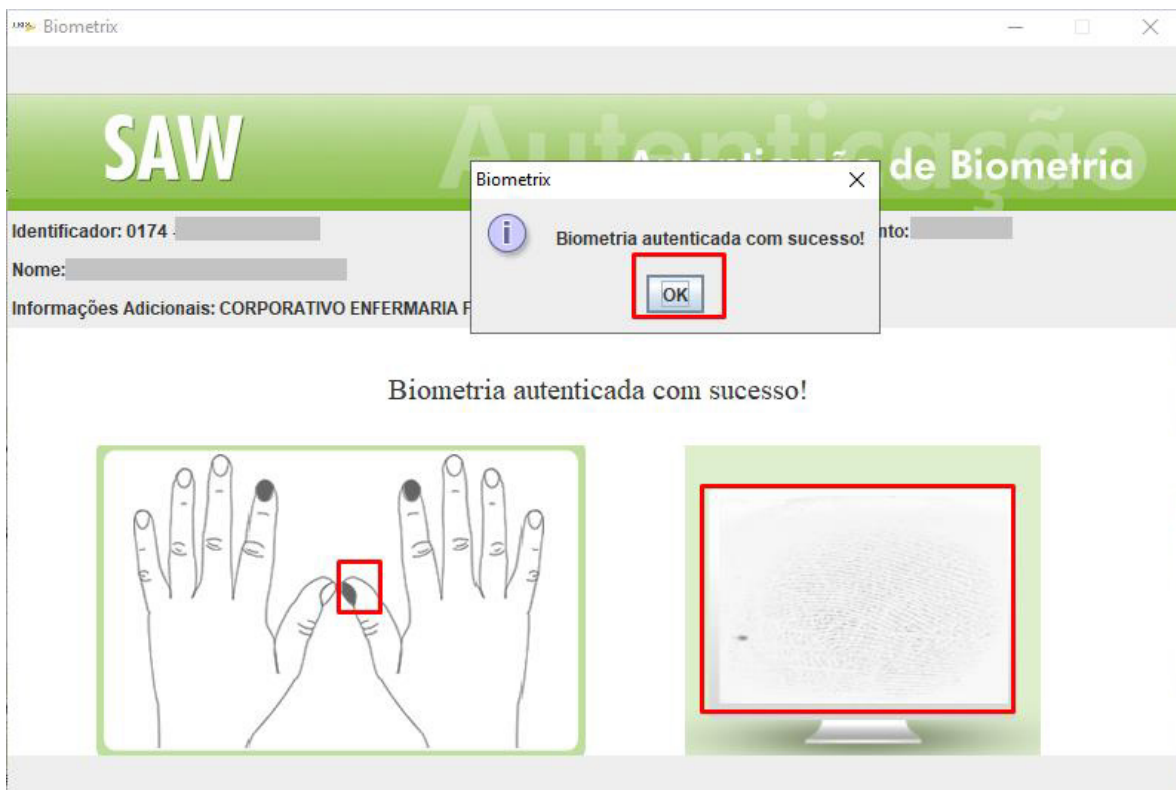 Biometrix
SAW
Autenticação
de Biometria
Biometrix
Biometria autenticada com sucesso!
OK
Identificador: 0174 -
nto:
Nome:
Informações Adicionais: CORPORATIVO ENFERMARIA
Biometria autenticada com sucesso!